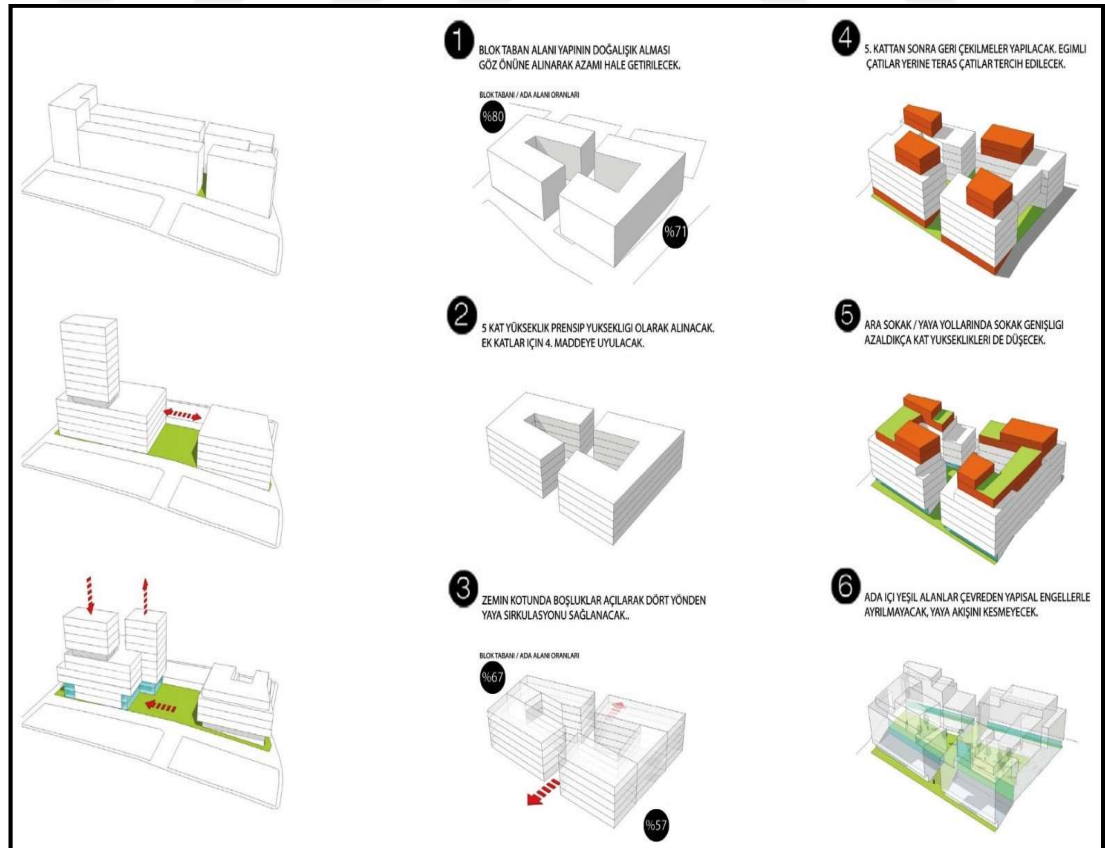 1
BLOK TABAN ALANI YAPININ DOĞALIŞIK ALMASI
GÖZ ÖNÜNE ALINARAK AZAMI HALE GETIRILECEK.
BLOK TABANI / ADA ALANI ORANLARI
%80
%71
2
5 KAT YÜKSEKLIK PRENSIP YUKSEKLIGI OLARAK ALINACAK.
EK KATLAR IÇIN 4. MADDEYE UYULACAK.
3
ZEMIN KOTUNDA BOŞLUKLAR AÇILARAK DÖRT YÖNDEN
YAYA SIRKULASYONU SAĞLANACAK..
BLOK TABANI / ADA ALANI ORANLARI
%67
%57
4
5. KATTAN SONRA GERI ÇEKILMELER YAPILACAK. EGIMLI
ÇATILAR YERINE TERAS ÇATILAR TERCIH EDILECEK.
5
ARA SOKAK / YAYA YOLLARINDA SOKAK GENIŞLIGI
AZALDIKÇA KAT YUKSEKLIKLERI DE DÜŞECEK.
6
ADA IÇI YEŞIL ALANLAR ÇEVREDEN YAPISAL ENGELLERLE
AYRILMAYACAK, YAYA AKIŞINI KESMEYECEK.